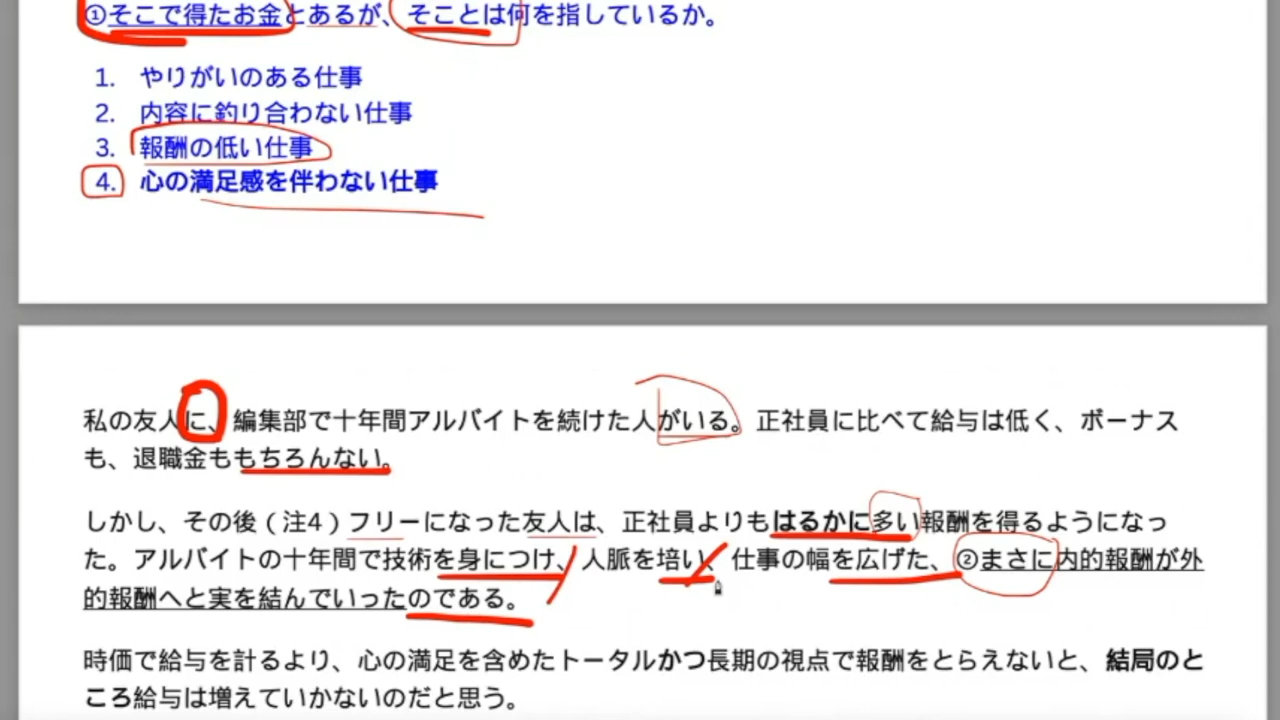 ①そこで得たお金とあるが、そことは何を指しているか。
1. やりがいのある仕事
2. 内容に釣り合わない仕事
3. 報酬の低い仕事
4. 心の満足感を伴わない仕事
私の友人に、編集部で十年間アルバイトを続けた人がいる。正社員に比べて給与は低く、ボーナス
も、退職金ももちろんない。
しかし、その後（注4）フリーになった友人は、正社員よりもはるかに多い報酬を得るようになっ
た。アルバイトの十年間で技術を身につけ、人脈を培い、仕事の幅を広げた、②まさに内的報酬が外
的報酬へと実を結んでいったのである。
時価で給与を計るより、心の満足を含めたトータルかつ長期の視点で報酬をとらえないと、結局のと
ころ給与は増えていかないのだと思う。